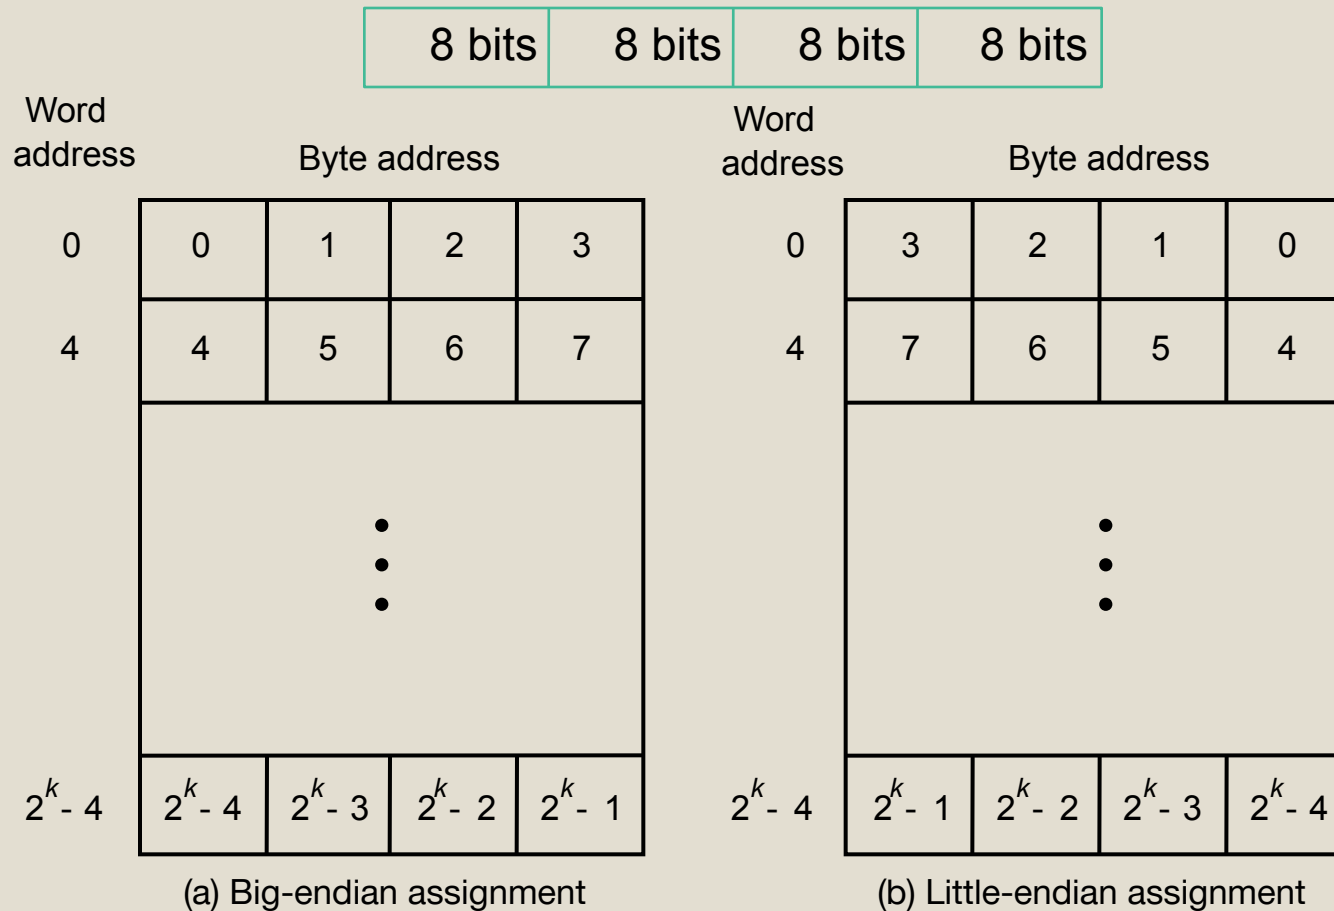 8 bits 8 bits 8 bits 8 bits
Word
address
Byte address
0 0 1 2 3
4 4 5 6 7
2^k - 4 2^k - 4 2^k - 3 2^k - 2 2^k - 1
(a) Big-endian assignment
Word
address
Byte address
0 3 2 1 0
4 7 6 5 4
2^k - 4 2^k - 1 2^k - 2 2^k - 3 2^k - 4
(b) Little-endian assignment